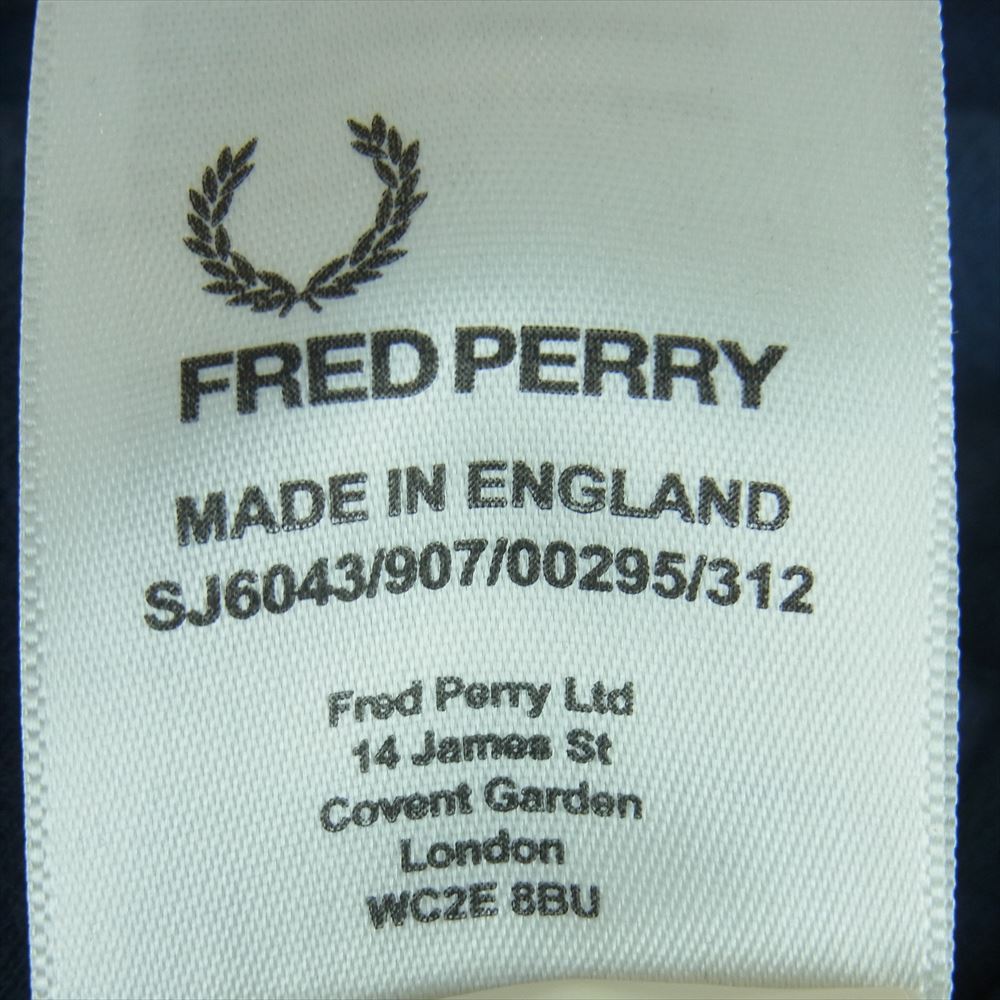 FRED PERRY
MADE IN ENGLAND
SJ6043/907/00295/312
Fred Perry Ltd
14 James St
Covent Garden
London
WC2E 8BU